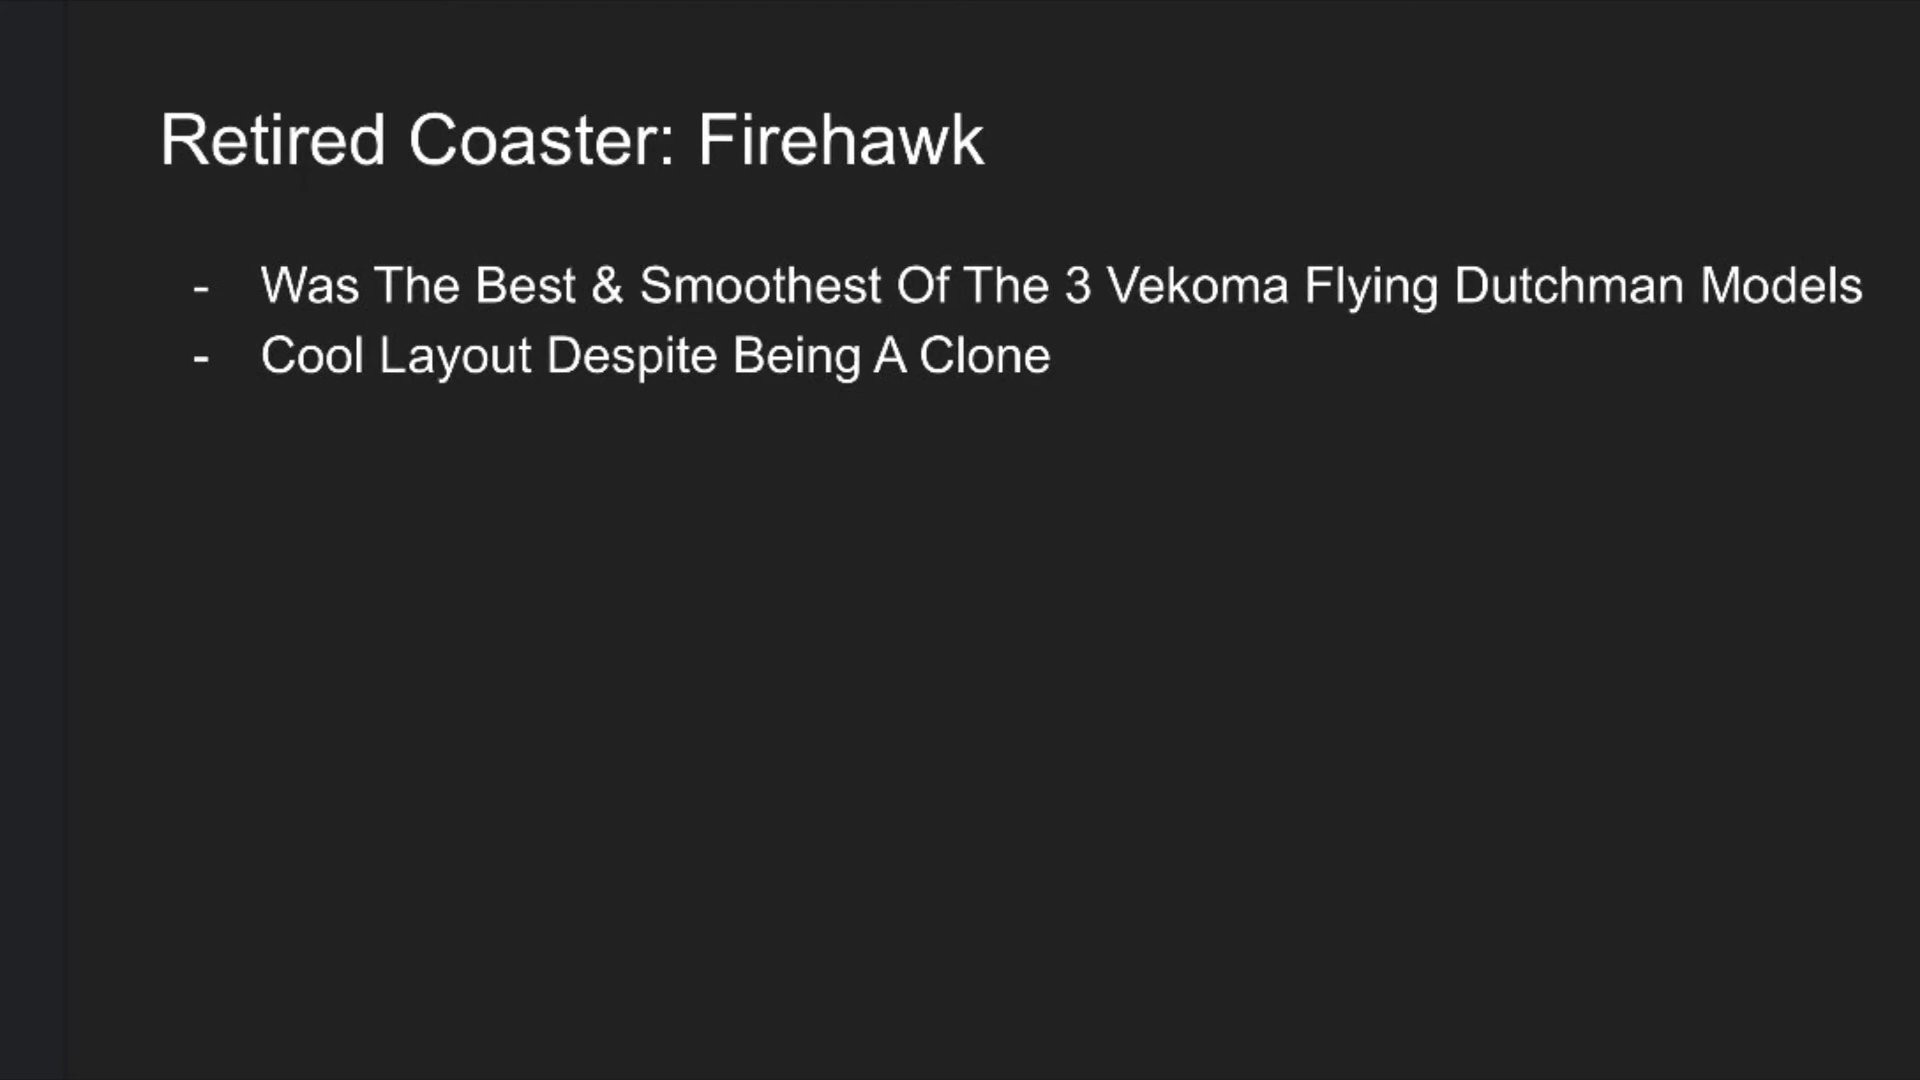 Retired Coaster: Firehawk
- Was The Best & Smoothest Of The 3 Vekoma Flying Dutchman Models
- Cool Layout Despite Being A Clone